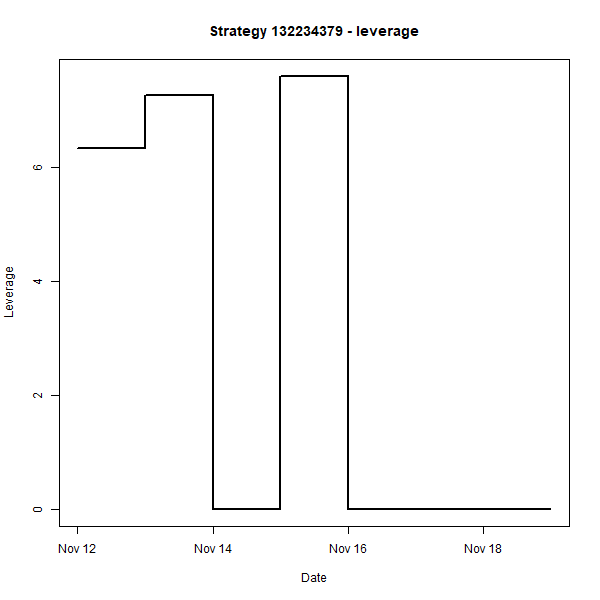 Strategy 132234379 - leverage
Leverage
6
4
2
0
Nov 12
Nov 14
Nov 16
Nov 18
Date